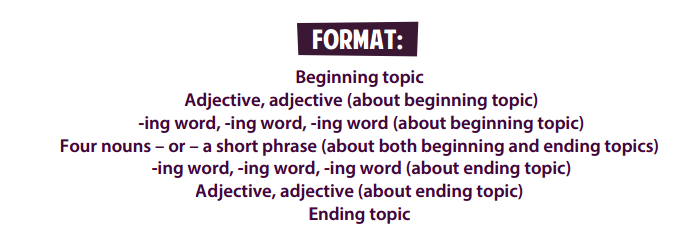 FORMAT:
Beginning topic
Adjective, adjective (about beginning topic)
-ing word, -ing word, -ing word (about beginning topic)
Four nouns – or – a short phrase (about both beginning and ending topics)
-ing word, -ing word, -ing word (about ending topic)
Adjective, adjective (about ending topic)
Ending topic